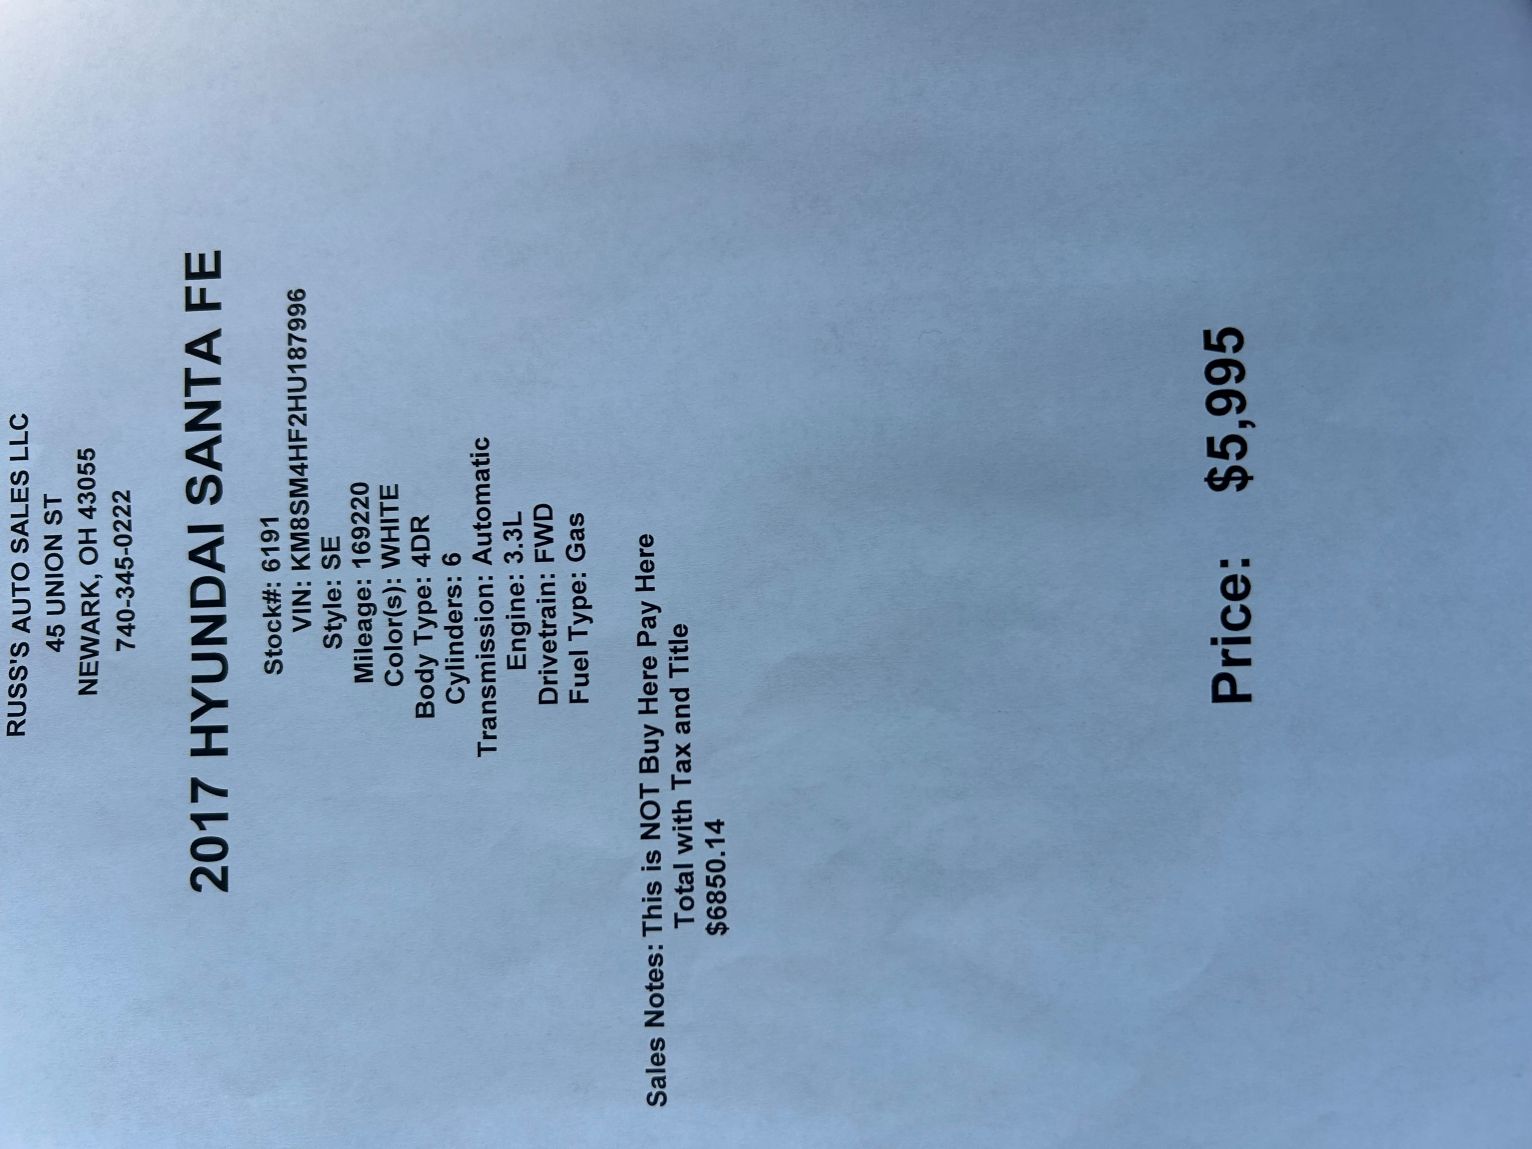 RUSS'S AUTO SALES LLC
45 UNION ST
NEWARK, OH 43055
740-345-0222
2017 HYUNDAI SANTA FE
Stock#: 6191
VIN: KM8SM4HF2HU187996
Style: SE
Mileage: 169220
Color(s): WHITE
Body Type: 4DR
Cylinders: 6
Transmission: Automatic
Engine: 3.3L
Drivetrain: FWD
Fuel Type: Gas
Sales Notes: This is NOT Buy Here Pay Here
Total with Tax and Title
$6850.14
Price: $5,995